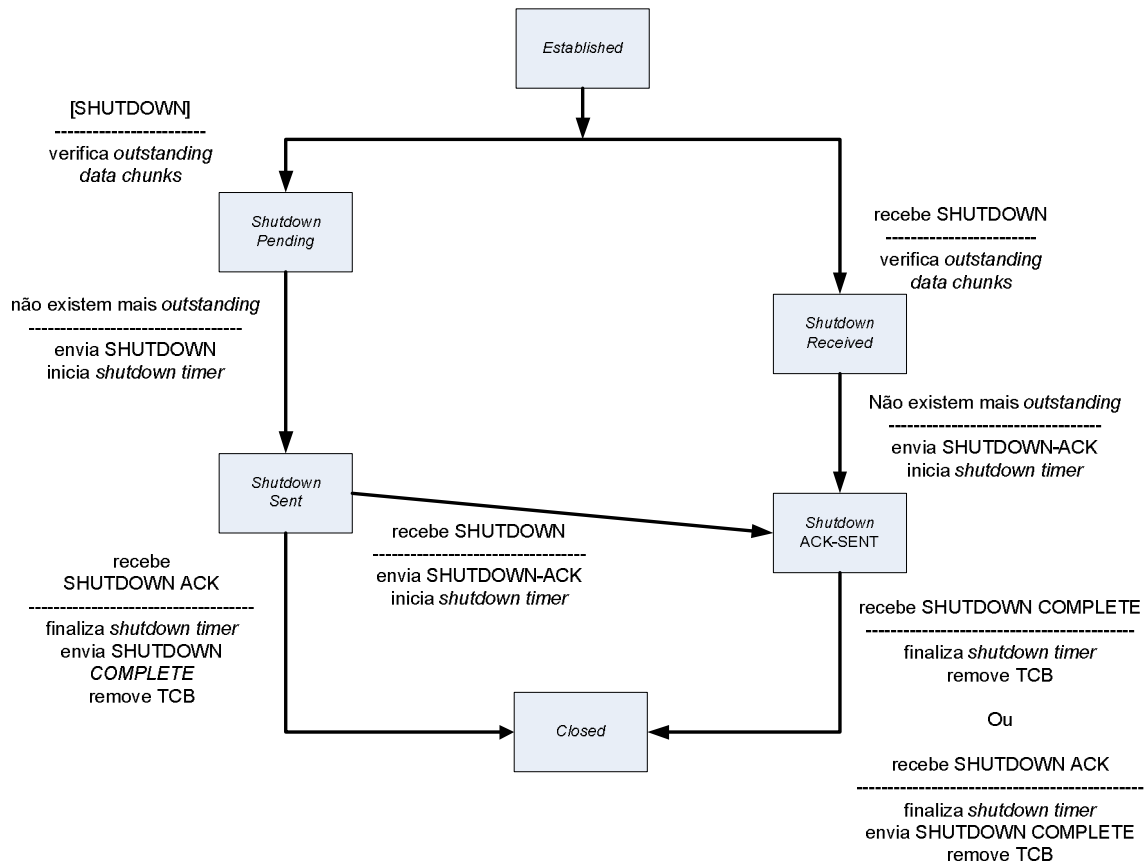 Established
[SHUTDOWN]
verifica outstanding
data chunks
Shutdown
Pending
recebe SHUTDOWN
verifica outstanding
data chunks
não existem mais outstanding
envia SHUTDOWN
inicia shutdown timer
Shutdown
Received
Não existem mais outstanding
envia SHUTDOWN-ACK
inicia shutdown timer
Shutdown
Sent
recebe SHUTDOWN
envia SHUTDOWN-ACK
inicia shutdown timer
Shutdown
ACK-SENT
recebe
SHUTDOWN ACK
finaliza shutdown timer
envia SHUTDOWN
COMPLETE
remove TCB
recebe SHUTDOWN COMPLETE
finaliza shutdown timer
remove TCB
Ou
recebe SHUTDOWN ACK
finaliza shutdown timer
envia SHUTDOWN COMPLETE
remove TCB
Closed